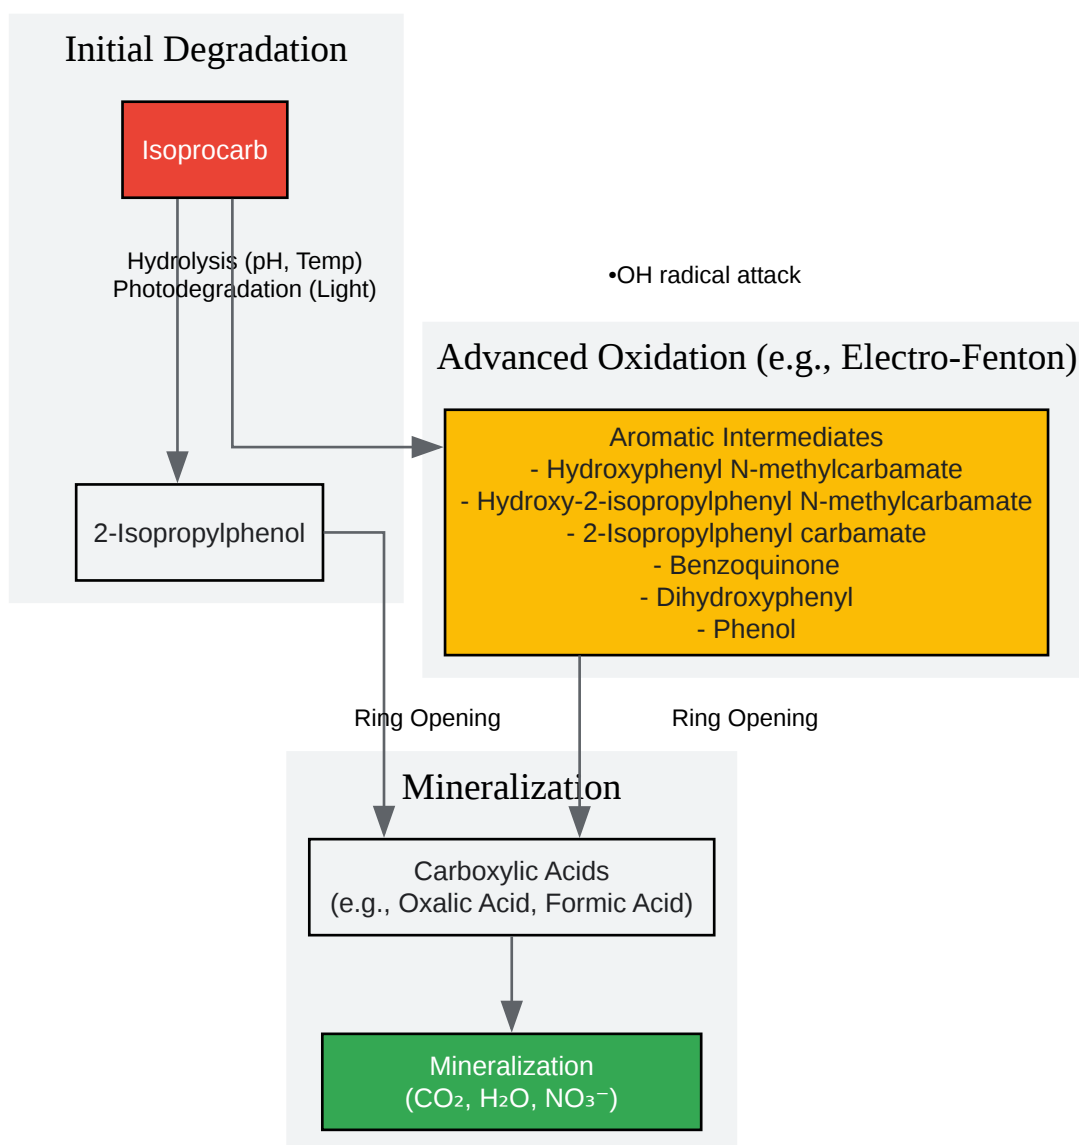 Initial Degradation
Isoprocarb
Hydrolysis (pH, Temp)
Photodegradation (Light)
•OH radical attack
Advanced Oxidation (e.g., Electro-Fenton)
Aromatic Intermediates
- Hydroxyphenyl N-methylcarbamate
- Hydroxy-2-isopropylphenyl N-methylcarbamate
- 2-Isopropylphenyl carbamate
- Benzoquinone
- Dihydroxyphenyl
- Phenol
2-Isopropylphenol
Ring Opening
Ring Opening
Mineralization
Carboxylic Acids
(e.g., Oxalic Acid, Formic Acid)
Mineralization
(CO₂, H₂O, NO₃⁻)